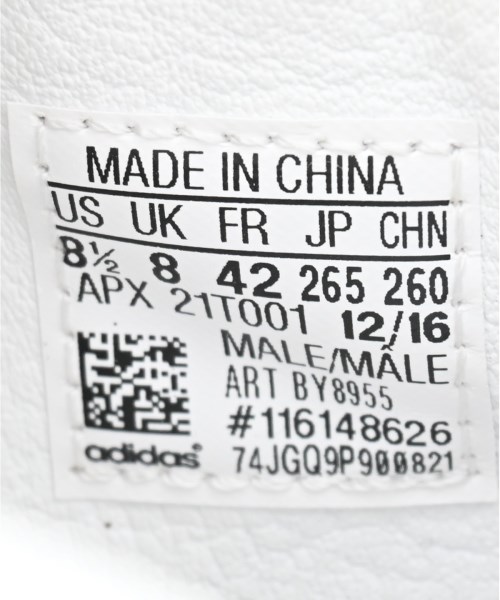 MADE IN CHINA
US UK FR JP CHN
8½ 8 42 265 260
APX 21T001 12/16
MALE/MÂLE
ART BY8955
#116148626
adidas® 74JGQ9P900821